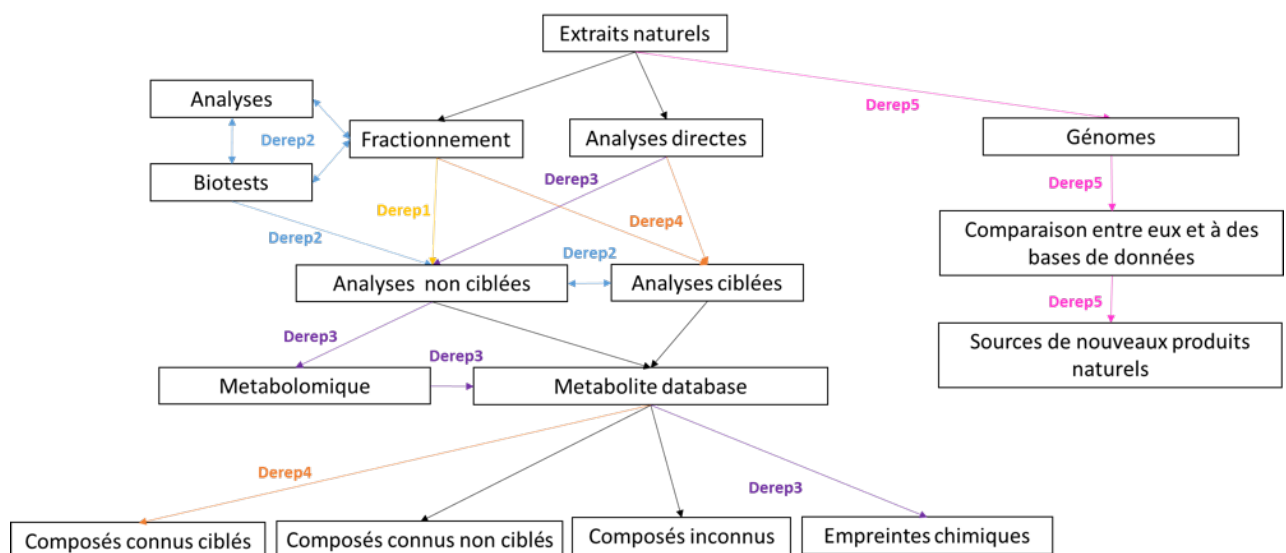 Extraits naturels
Analyses
Derep5
Derep2
Fractionnement
Analyses directes
Génomes
Biotests
Derep3
Derep5
Derep1
Derep4
Derep2
Comparaison entre eux et à des
bases de données
Derep2
Analyses non ciblées
Analyses ciblées
Derep5
Derep3
Derep3
Sources de nouveaux produits
naturels
Metabolomique
Metabolite database
Derep4
Derep3
Composés connus ciblés
Composés connus non ciblés
Composés inconnus
Empreintes chimiques